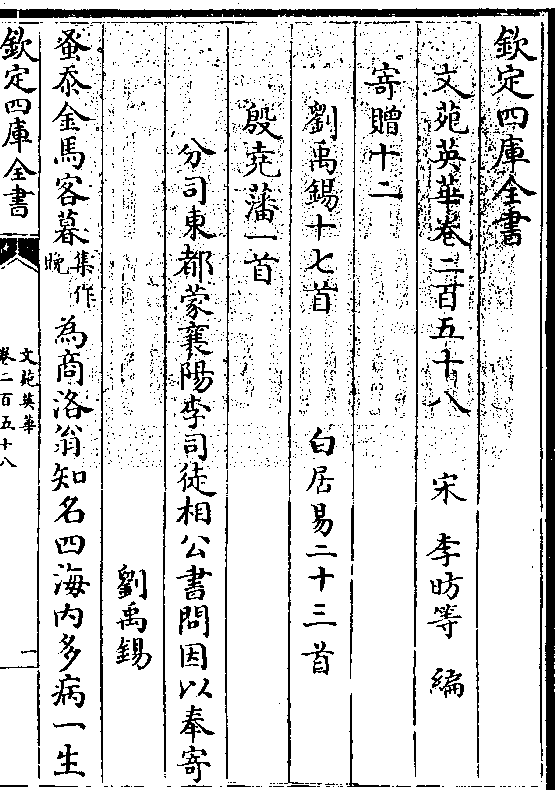 欽定四庫全書
文苑英華卷二百五十八 宋 李昉等 編
寄贈十二
劉禹錫十七首 白居易二十三首
殷堯藩一首
分司東都蒙襄陽李司徒相公書問因以奉寄
劉禹錫
蚤忝金馬客暮集作晚為商洛翁知名四海內多病一生
欽定四庫全書
文苑英華
卷二百五十八
一